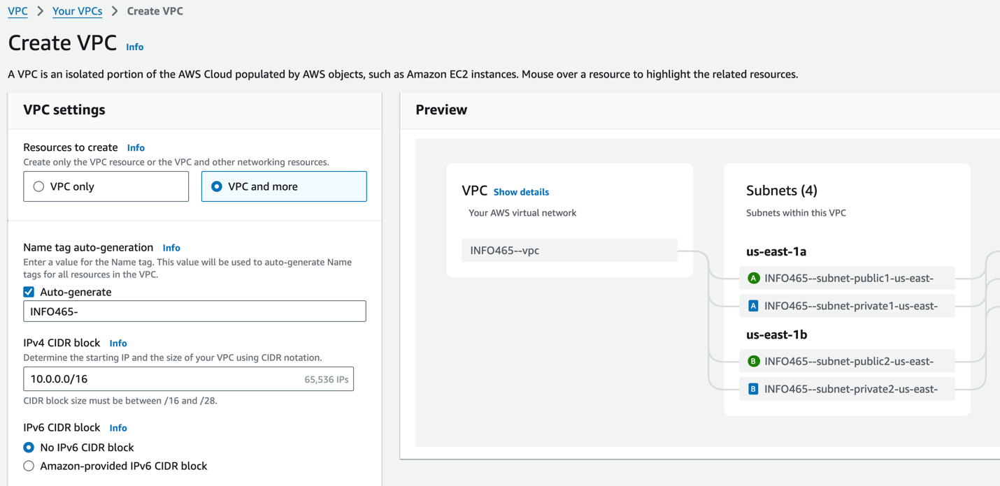 VPC > Your VPCs > Create VPC
Create VPC Info
A VPC is an isolated portion of the AWS Cloud populated by AWS objects, such as Amazon EC2 instances. Mouse over a resource to highlight the related resources.
VPC settings
Resources to create Info
Create only the VPC resource or the VPC and other networking resources.
VPC only
VPC and more
Name tag auto-generation Info
Enter a value for the Name tag. This value will be used to auto-generate Name
tags for all resources in the VPC.
Auto-generate
INFO465-
IPv4 CIDR block Info
Determine the starting IP and the size of your VPC using CIDR notation.
10.0.0.0/16 65,536 IPs
CIDR block size must be between /16 and /28.
IPv6 CIDR block Info
No IPv6 CIDR block
Amazon-provided IPv6 CIDR block
Preview
VPC Show details
Your AWS virtual network
INFO465--vpc
Subnets (4)
Subnets within this VPC
us-east-1a
A INFO465--subnet-public1-us-east-
A INFO465--subnet-private1-us-east-
us-east-1b
B INFO465--subnet-public2-us-east-
B INFO465--subnet-private2-us-east-